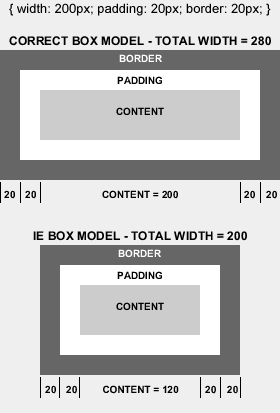 { width: 200px; padding: 20px; border: 20px; }
CORRECT BOX MODEL - TOTAL WIDTH = 280
BORDER
PADDING
CONTENT
20 20 CONTENT = 200 20 20
IE BOX MODEL - TOTAL WIDTH = 200
BORDER
PADDING
CONTENT
20 20 CONTENT = 120 20 20